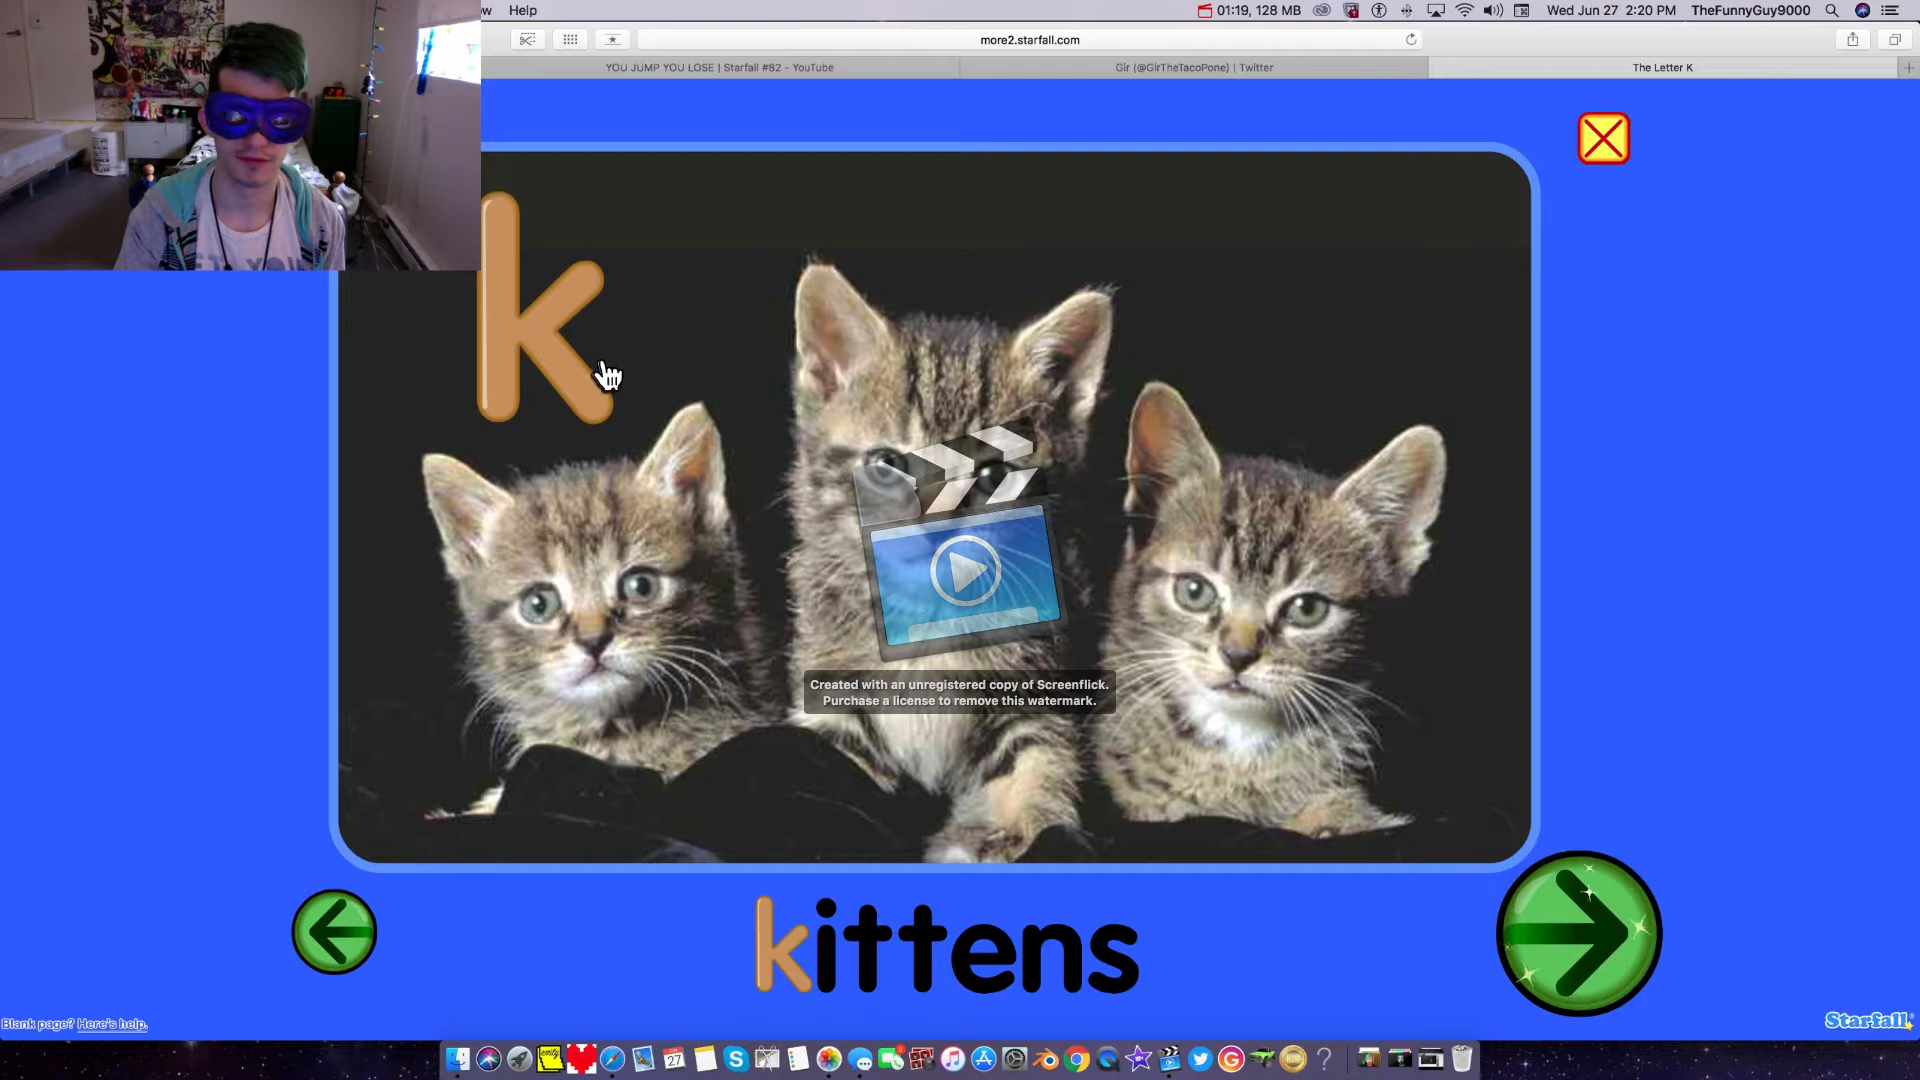 ow Help 01:19, 128 MB Wed Jun 27 2:20 PM TheFunnyGuy9000
more2.starfall.com
YOU JUMP YOU LOSE | Starfall #82 - YouTube Gir (@GirTheTacoPone) | Twitter The Letter K
k
Created with an unregistered copy of Screenflick.
Purchase a license to remove this watermark.
kittens
Blank page? Here's help.
Starfall
27